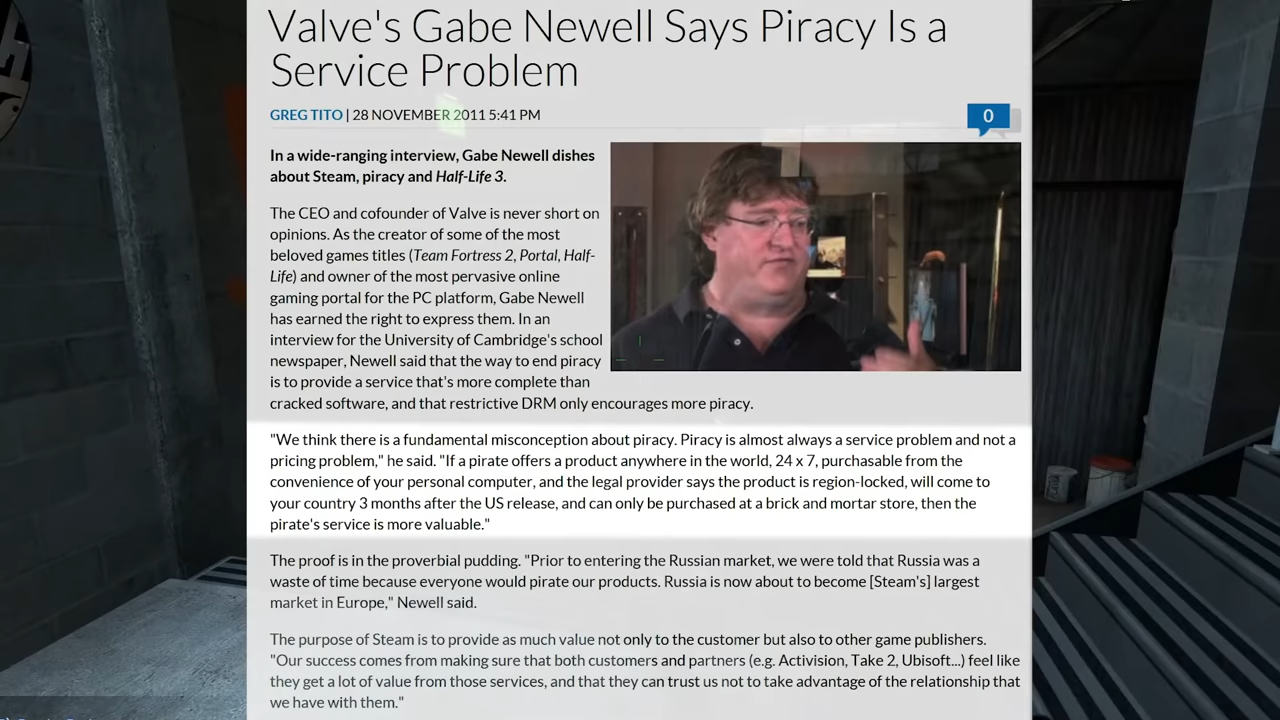 Valve's Gabe Newell Says Piracy Is a
Service Problem
GREG TITO | 28 NOVEMBER 2011 5:41 PM
0
In a wide-ranging interview, Gabe Newell dishes
about Steam, piracy and Half-Life 3.
The CEO and cofounder of Valve is never short on
opinions. As the creator of some of the most
beloved games titles (Team Fortress 2, Portal, Half-
Life) and owner of the most pervasive online
gaming portal for the PC platform, Gabe Newell
has earned the right to express them. In an
interview for the University of Cambridge's school
newspaper, Newell said that the way to end piracy
is to provide a service that's more complete than
cracked software, and that restrictive DRM only encourages more piracy.
"We think there is a fundamental misconception about piracy. Piracy is almost always a service problem and not a
pricing problem," he said. "If a pirate offers a product anywhere in the world, 24 x 7, purchasable from the
convenience of your personal computer, and the legal provider says the product is region-locked, will come to
your country 3 months after the US release, and can only be purchased at a brick and mortar store, then the
pirate's service is more valuable."
The proof is in the proverbial pudding. "Prior to entering the Russian market, we were told that Russia was a
waste of time because everyone would pirate our products. Russia is now about to become [Steam's] largest
market in Europe," Newell said.
The purpose of Steam is to provide as much value not only to the customer but also to other game publishers.
"Our success comes from making sure that both customers and partners (e.g. Activision, Take 2, Ubisoft...) feel like
they get a lot of value from those services, and that they can trust us not to take advantage of the relationship that
we have with them."